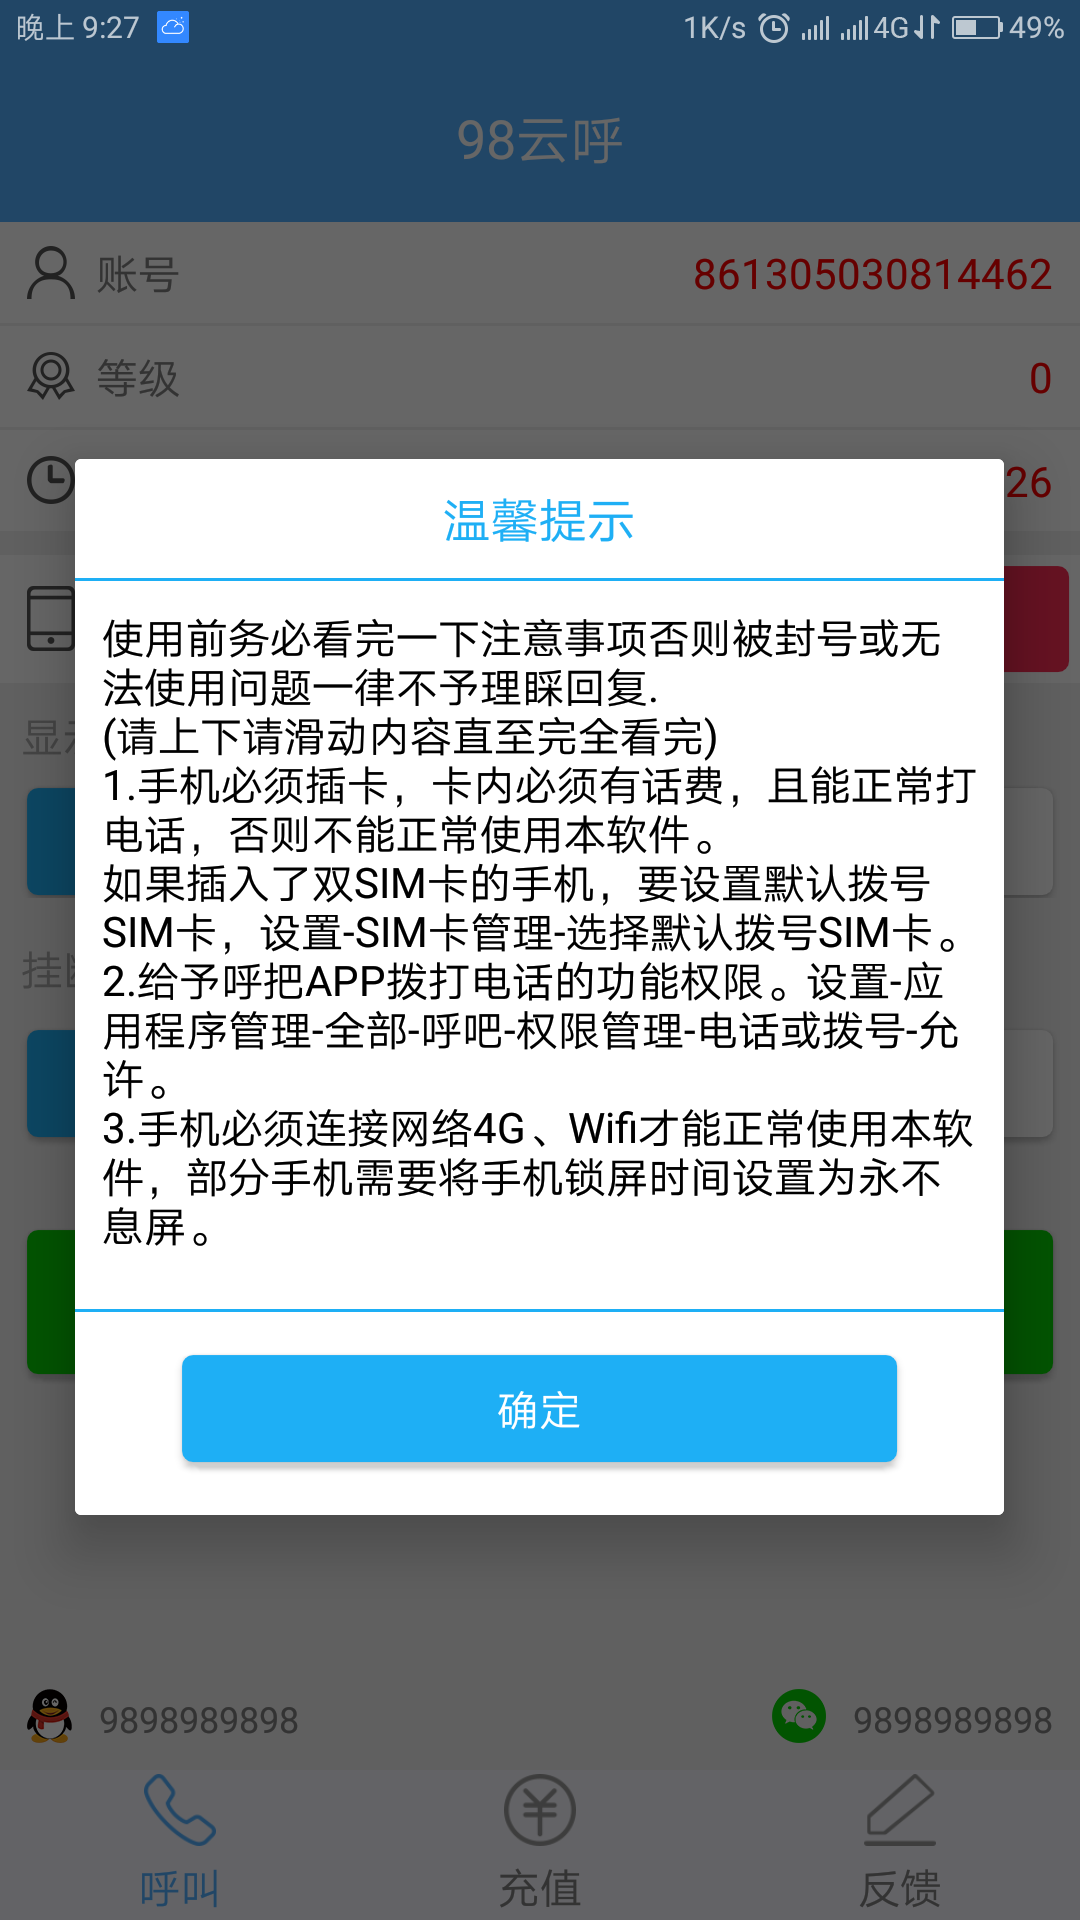 晚上 9:27
1K/s 4G 49%
98云呼
账号 861305030814462
等级 0
26
温馨提示
使用前务必看完一下注意事项否则被封号或无
法使用问题一律不予理睬回复.
(请上下请滑动内容直至完全看完)
1.手机必须插卡，卡内必须有话费，且能正常打
电话，否则不能正常使用本软件。
如果插入了双SIM卡的手机，要设置默认拨号
SIM卡，设置-SIM卡管理-选择默认拨号SIM卡。
2.给予呼把APP拨打电话的功能权限。设置-应
用程序管理-全部-呼吧-权限管理-电话或拨号-允
许。
3.手机必须连接网络4G、Wifi才能正常使用本软
件，部分手机需要将手机锁屏时间设置为永不
息屏。
显
挂
确定
9898989898 9898989898
呼叫 充值 反馈